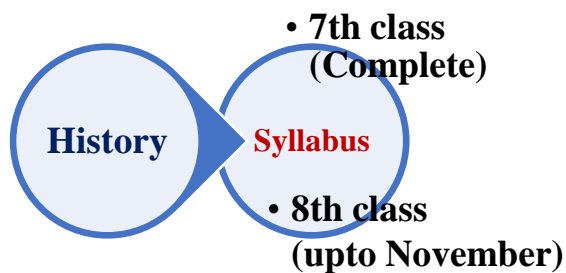 • 7th class
(Complete)
History
Syllabus
• 8th class
(upto November)